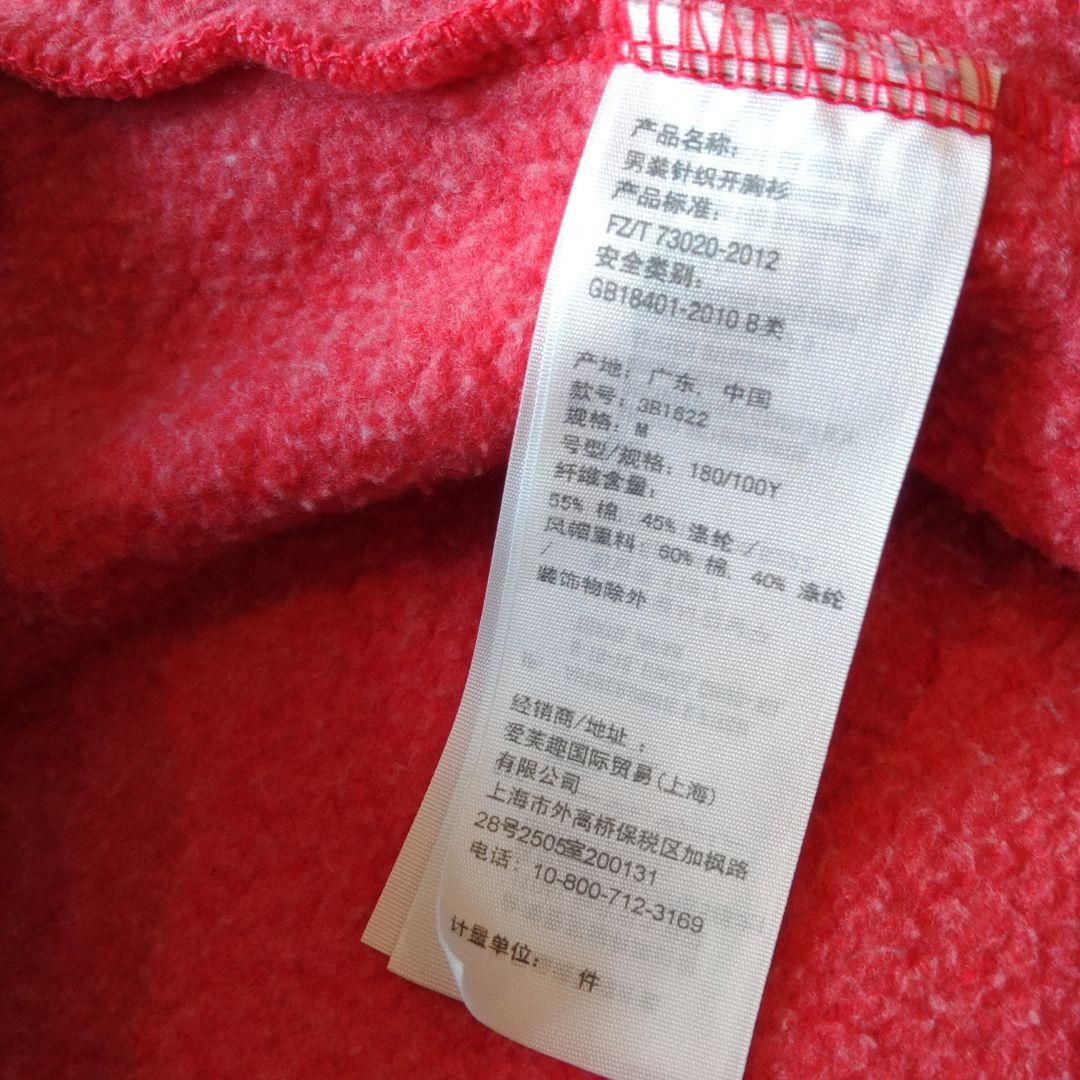 产品名称:
男装针织开胸衫
产品标准:
FZ/T 73020-2012
安全类别:
GB18401-2010 B类
产地: 广东, 中国
款号: 3B1622
规格: M
号型/规格: 180/100Y
纤维含量:
55% 棉, 45% 涤纶 /
风帽里料: 60% 棉, 40% 涤纶
/
装饰物除外
经销商/地址:
爱芙趣国际贸易(上海)
有限公司
上海市外高桥保税区加枫路
28号2505室200131
电话: 10-800-712-3169
计量单位: 件